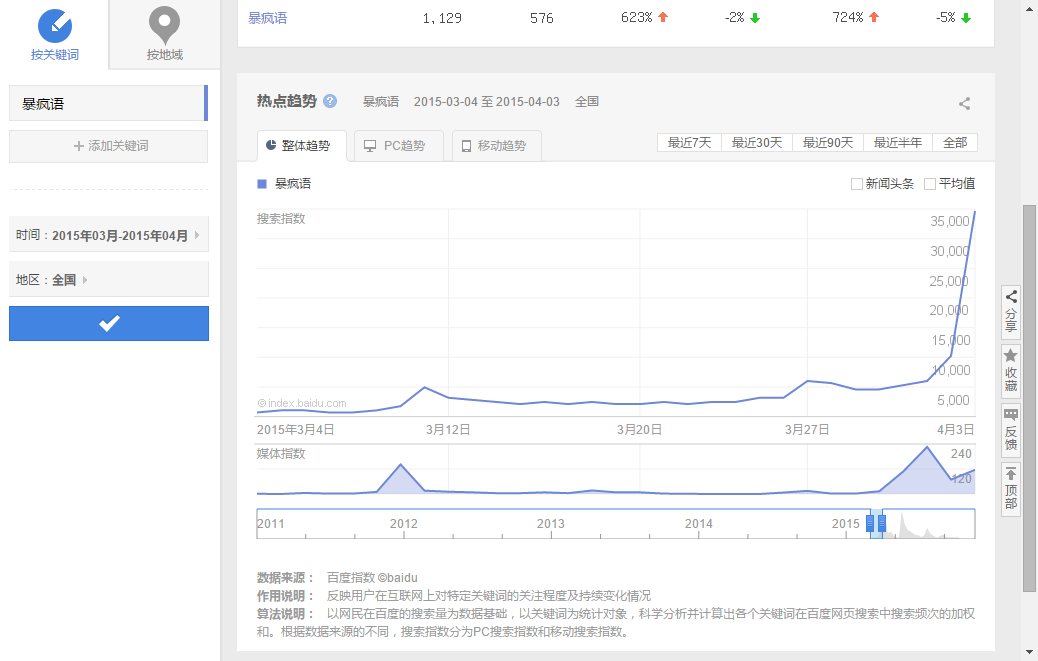 按关键词
按地域
暴疯语
添加关键词
时间：2015年03月-2015年04月
地区：全国
暴疯语 1,129 576 623% -2% 724% -5%
热点趋势 ? 暴疯语 2015-03-04 至 2015-04-03 全国
整体趋势 PC趋势 移动趋势 最近7天 最近30天 最近90天 最近半年 全部
暴疯语 新闻头条 平均值
搜索指数
35,000
30,000
25,000
20,000
15,000
10,000
5,000
© index.baidu.com
2015年3月4日 3月12日 3月20日 3月27日 4月3日
媒体指数
240
120
2011 2012 2013 2014 2015
数据来源： 百度指数 ©baidu
作用说明： 反映用户在互联网上对特定关键词的关注程度及持续变化情况
算法说明： 以网民在百度的搜索量为数据基础，以关键词为统计对象，科学分析并计算出各个关键词在百度网页搜索中搜索频次的加权
和。根据数据来源的不同，搜索指数分为PC搜索指数和移动搜索指数。
分享
收藏
反馈
顶部